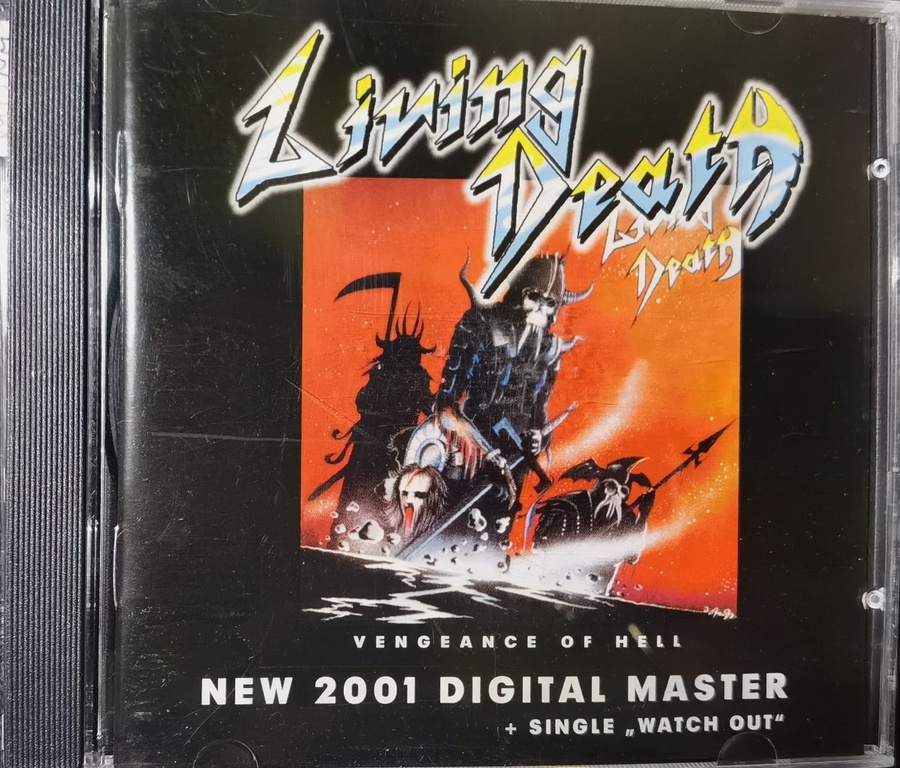 Living
Death
Living
Death
VENGEANCE OF HELL
NEW 2001 DIGITAL MASTER
+ SINGLE „WATCH OUT“